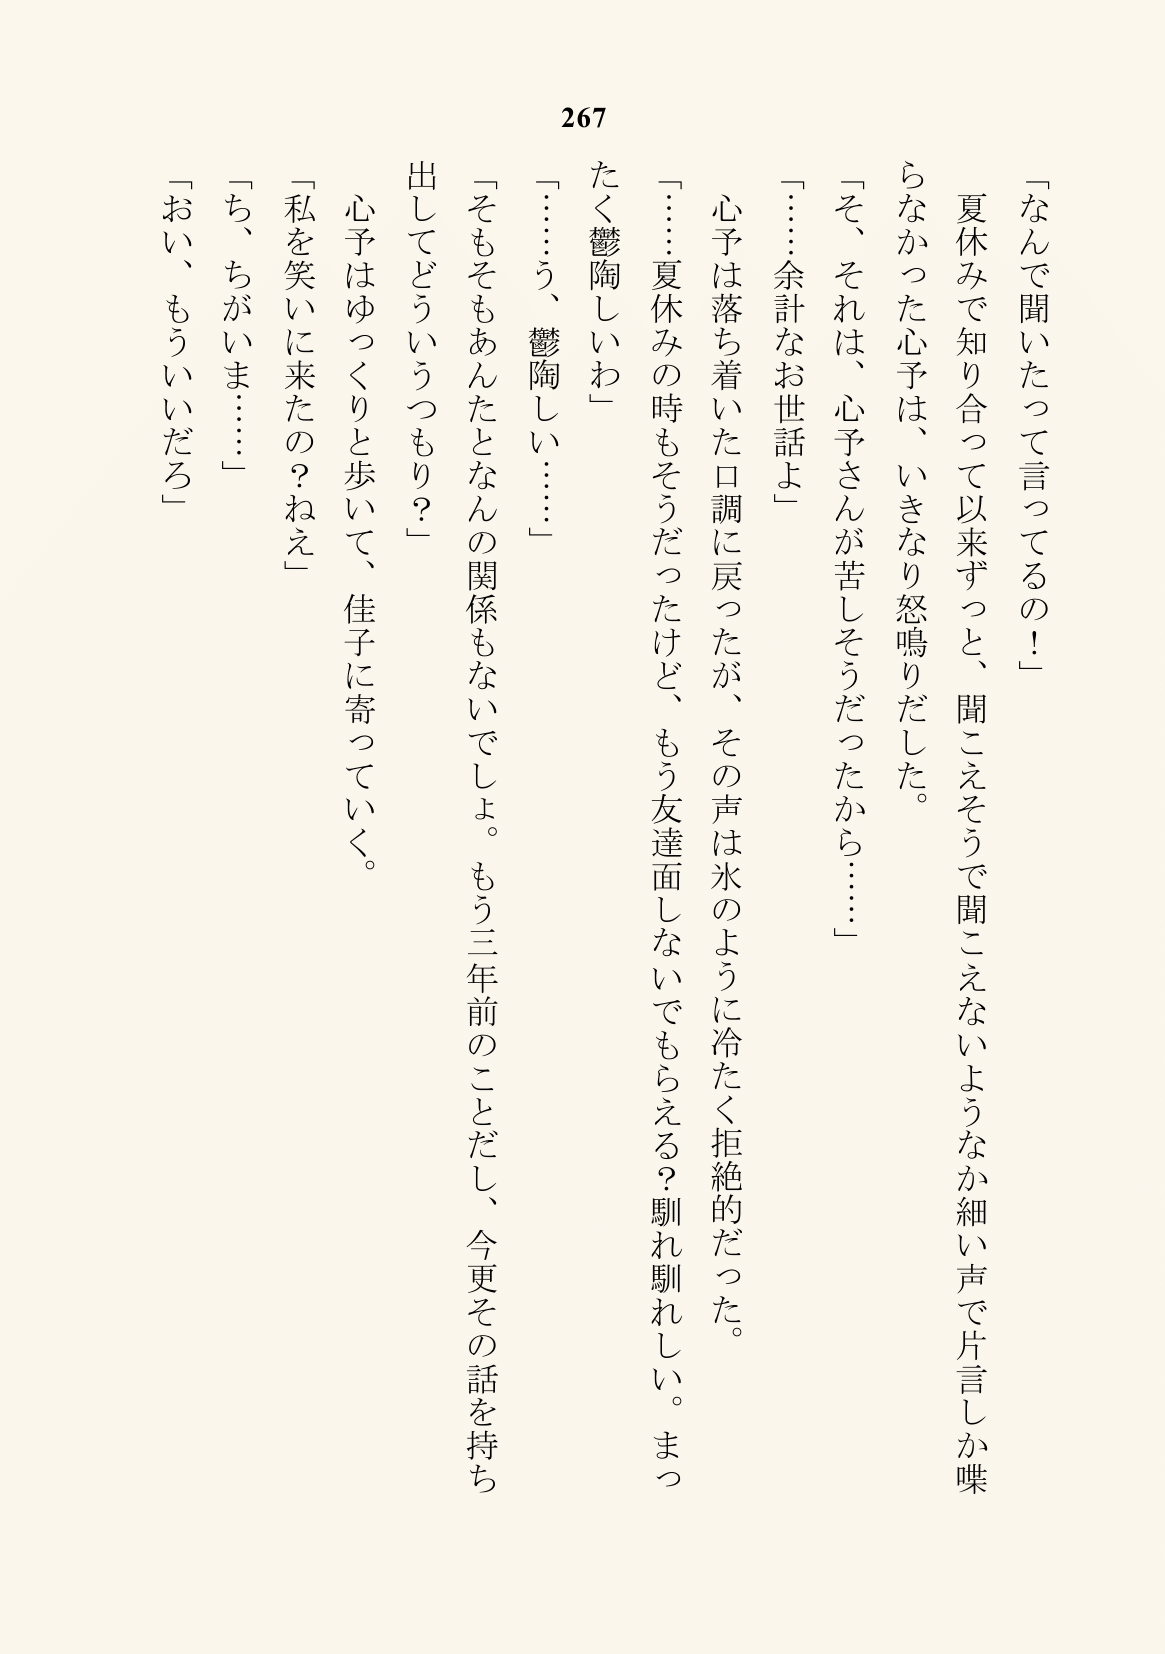 267
「なんで聞いたって言ってるの！」
　夏休みで知り合って以来ずっと、聞こえそうで聞こえないようなか細い声で片言しか喋
らなかった心予は、いきなり怒鳴りだした。
「そ、それは、心予さんが苦しそうだったから……」
「……余計なお世話よ」
　心予は落ち着いた口調に戻ったが、その声は氷のように冷たく拒絶的だった。
「……夏休みの時もそうだったけど、もう友達面しないでもらえる？馴れ馴れしい。まっ
たく鬱陶しいわ」
「……う、鬱陶しい……」
「そもそもあんたとなんの関係もないでしょ。もう三年前のことだし、今更その話を持ち
出してどういうつもり？」
　心予はゆっくりと歩いて、佳子に寄っていく。
「私を笑いに来たの？ねえ」
「ち、ちがいま……」
「おい、もういいだろ」